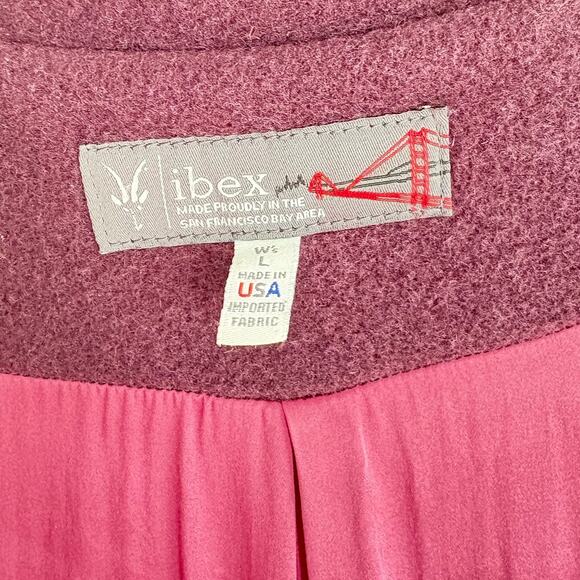 ibex
MADE PROUDLY IN THE
SAN FRANCISCO BAY AREA
W's
L
MADE IN
USA
IMPORTED
FABRIC